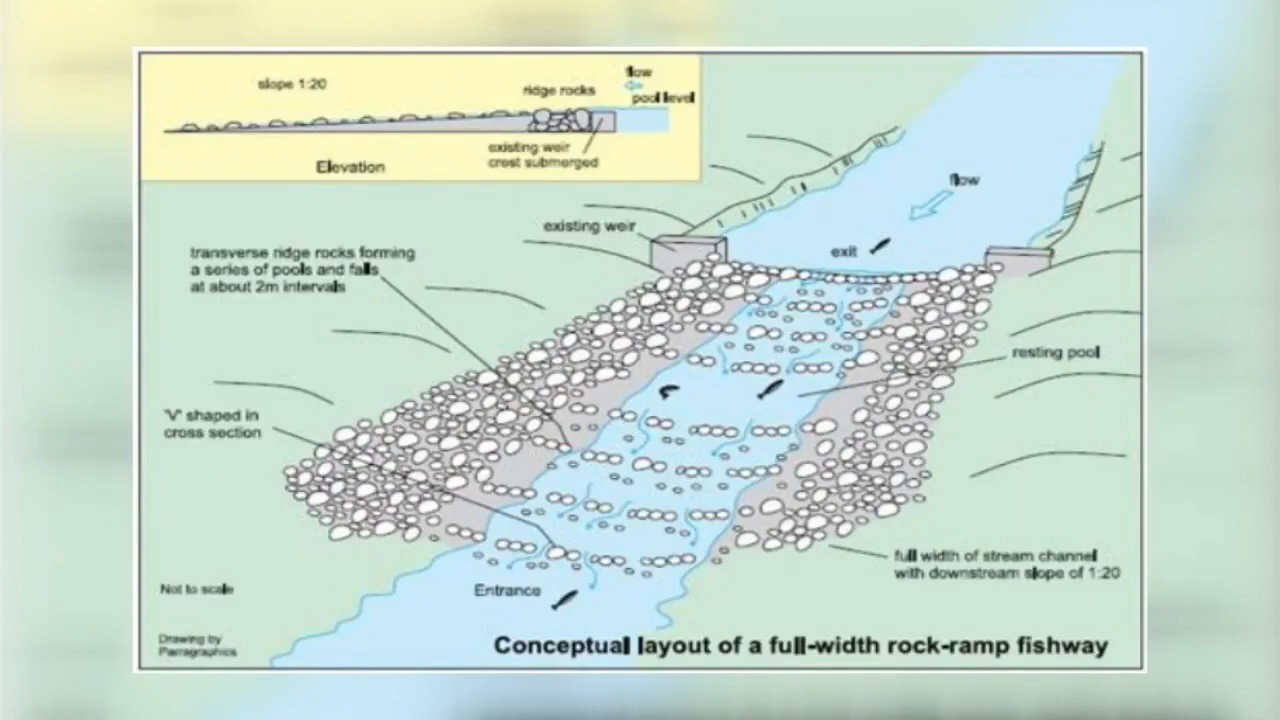 slope 1:20
flow
ridge rocks
pool level
existing weir
crest submerged
Elevation
flow
existing weir
exit
transverse ridge rocks forming
a series of pools and falls
at about 2m intervals
resting pool
'V' shaped in
cross section
full width of stream channel
with downstream slope of 1:20
Entrance
Not to scale
Drawing by
Parragraphics
Conceptual layout of a full-width rock-ramp fishway